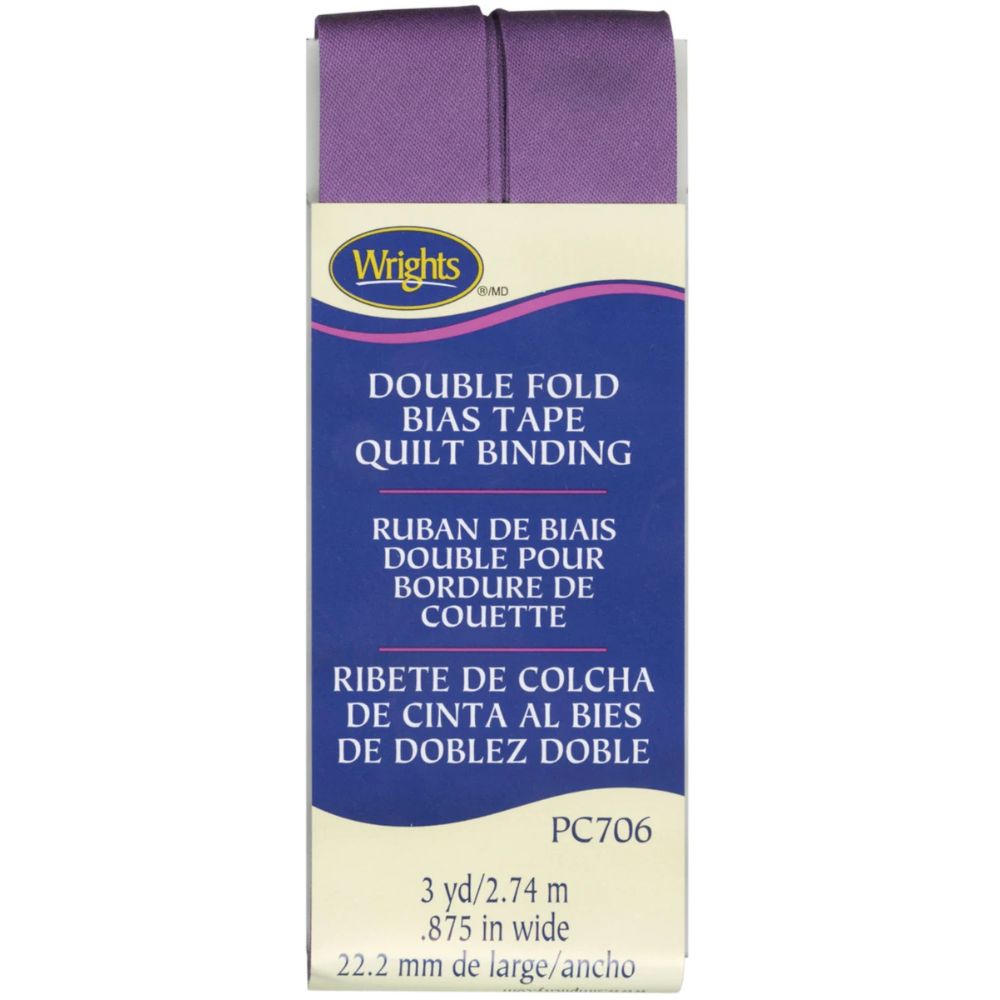 Wrights
®/MD
DOUBLE FOLD
BIAS TAPE
QUILT BINDING
RUBAN DE BIAIS
DOUBLE POUR
BORDURE DE
COUETTE
RIBETE DE COLCHA
DE CINTA AL BIES
DE DOBLEZ DOBLE
PC706
3 yd/2.74 m
.875 in wide
22.2 mm de large/ancho